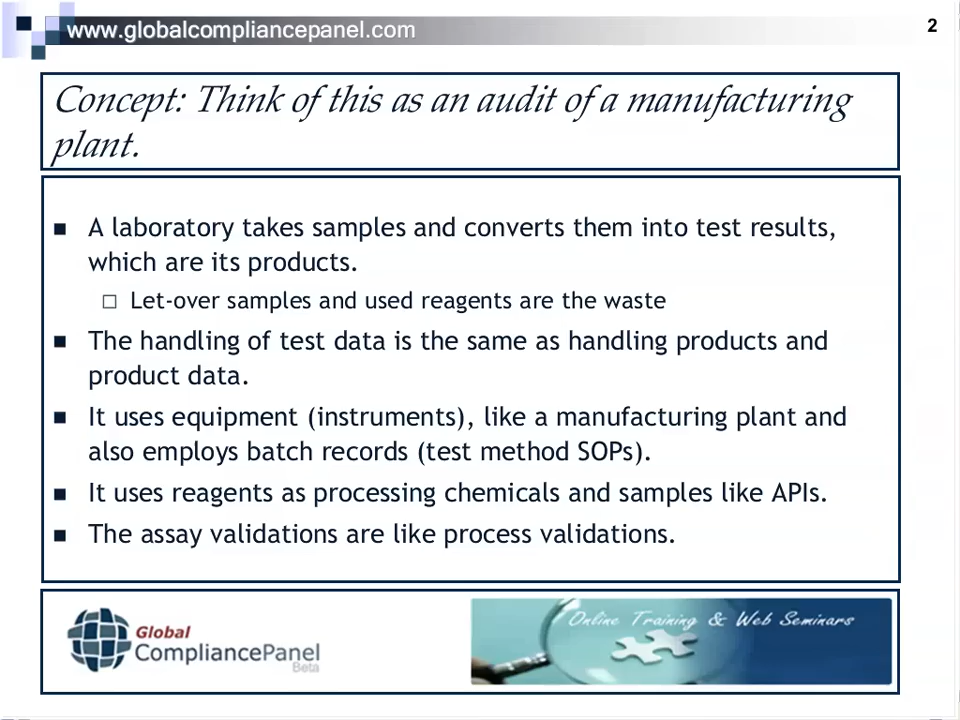 www.globalcompliancepanel.com
2
Concept: Think of this as an audit of a manufacturing
plant.
A laboratory takes samples and converts them into test results,
which are its products.
Let-over samples and used reagents are the waste
The handling of test data is the same as handling products and
product data.
It uses equipment (instruments), like a manufacturing plant and
also employs batch records (test method SOPs).
It uses reagents as processing chemicals and samples like APIs.
The assay validations are like process validations.
Global
CompliancePanel
Beta
Online Training & Web Seminars